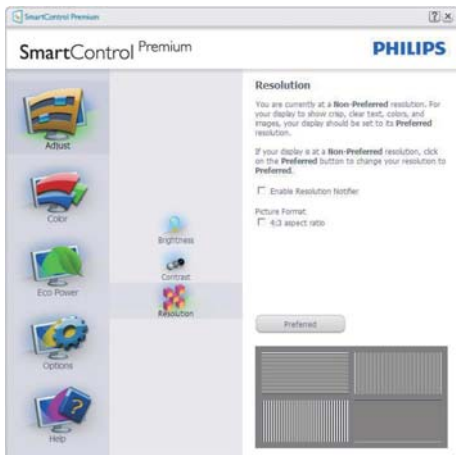 SmartControl Premium
SmartControl Premium
PHILIPS
Adjust
Color
Eco Power
Options
Help
Brightness
Contrast
Resolution
Resolution
You are currently at a Non-Preferred resolution. For
your display to show crisp, clear text, colors, and
images, your display should be set to its Preferred
resolution.
If your display is at a Non-Preferred resolution, click
on the Preferred button to change your resolution to
Preferred.
Enable Resolution Notifier
Picture Format
4:3 aspect ratio
Preferred